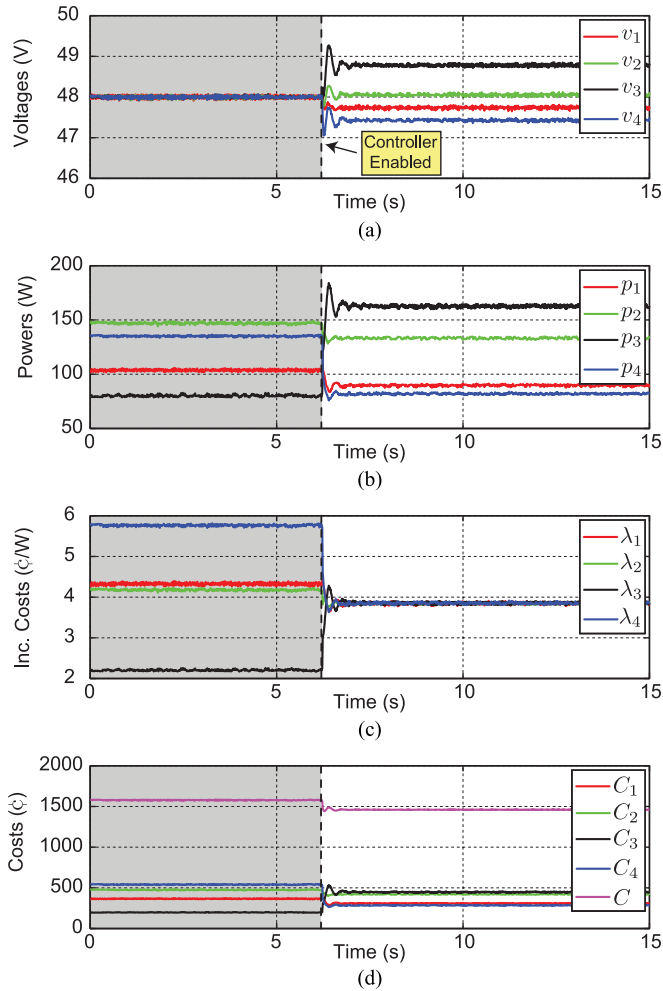 50
49
48
47
46
Voltages (V)
v₁
v₂
v₃
v₄
Controller
Enabled
0
5
10
15
Time (s)
(a)
200
150
100
50
Powers (W)
p₁
p₂
p₃
p₄
0
5
10
15
Time (s)
(b)
6
5
4
3
2
Inc. Costs (¢/W)
λ₁
λ₂
λ₃
λ₄
0
5
10
15
Time (s)
(c)
2000
1500
1000
500
0
Costs (¢)
C₁
C₂
C₃
C₄
C
0
5
10
15
Time (s)
(d)